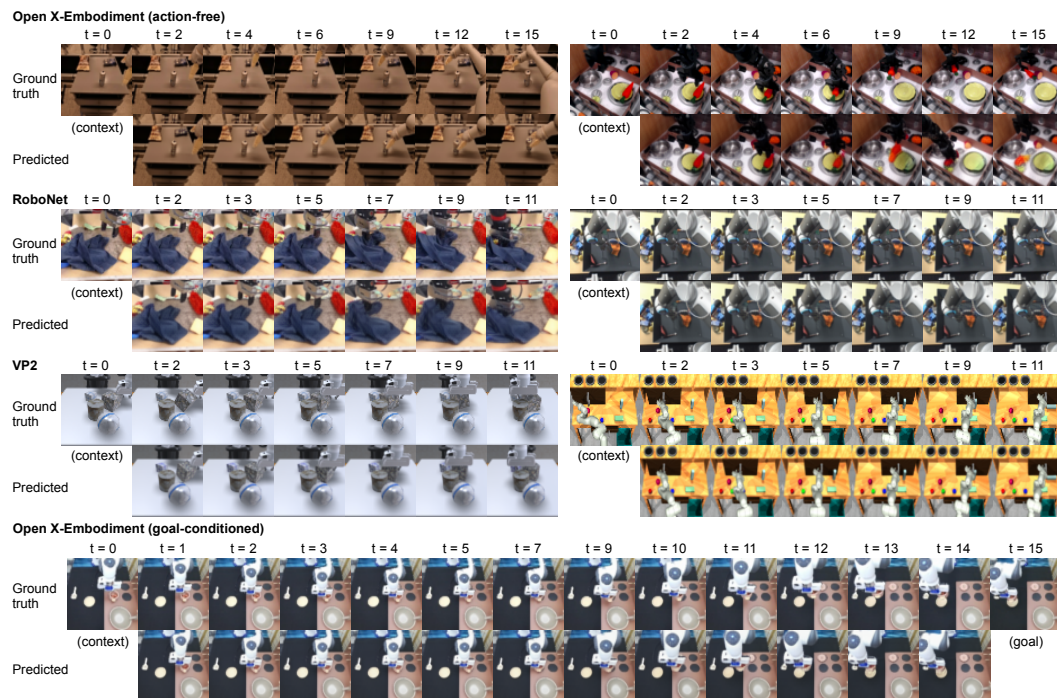 Open X-Embodiment (action-free)
t = 0 t = 2 t = 4 t = 6 t = 9 t = 12 t = 15 t = 0 t = 2 t = 4 t = 6 t = 9 t = 12 t = 15
Ground
truth
(context) (context)
Predicted
RoboNet
t = 0 t = 2 t = 3 t = 5 t = 7 t = 9 t = 11 t = 0 t = 2 t = 3 t = 5 t = 7 t = 9 t = 11
Ground
truth
(context) (context)
Predicted
VP2
t = 0 t = 2 t = 3 t = 5 t = 7 t = 9 t = 11 t = 0 t = 2 t = 3 t = 5 t = 7 t = 9 t = 11
Ground
truth
(context) (context)
Predicted
Open X-Embodiment (goal-conditioned)
t = 0 t = 1 t = 2 t = 3 t = 4 t = 5 t = 7 t = 9 t = 10 t = 11 t = 12 t = 13 t = 14 t = 15
Ground
truth
(context) (goal)
Predicted